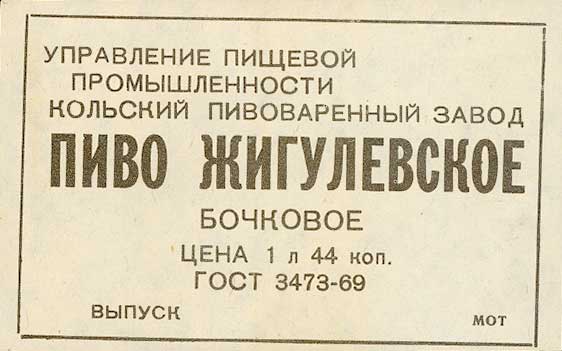 УПРАВЛЕНИЕ ПИЩЕВОЙ
ПРОМЫШЛЕННОСТИ
КОЛЬСКИЙ ПИВОВАРЕННЫЙ ЗАВОД
ПИВО ЖИГУЛЕВСКОЕ
БОЧКОВОЕ
ЦЕНА 1 л 44 коп.
ГОСТ 3473-69
ВЫПУСК
МОТ